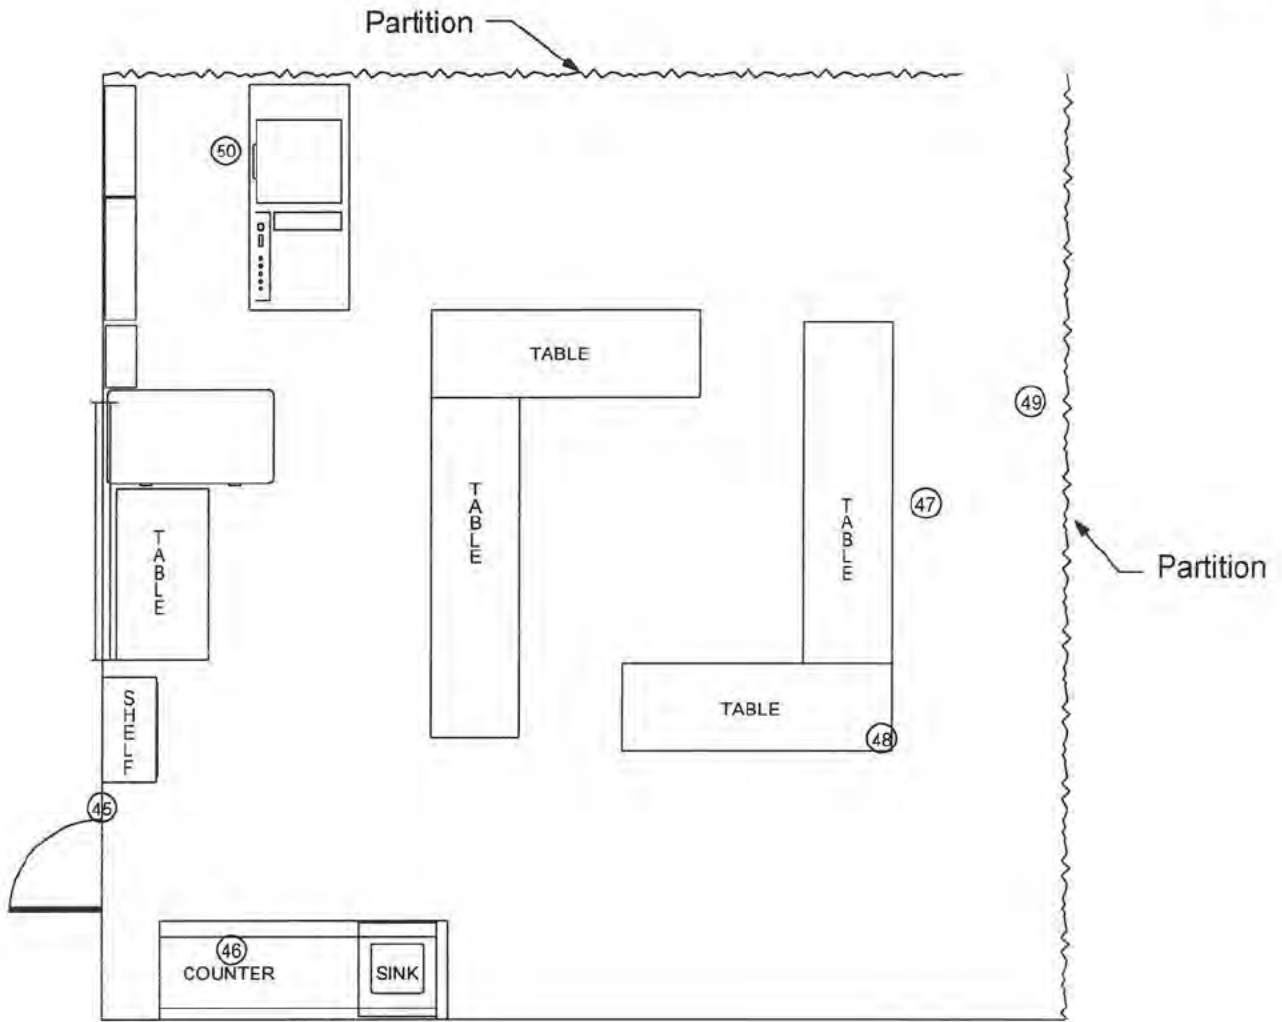 Partition
50
TABLE
49
TABLE
TABLE
47
TABLE
Partition
SHELF
TABLE
48
45
46
COUNTER
SINK